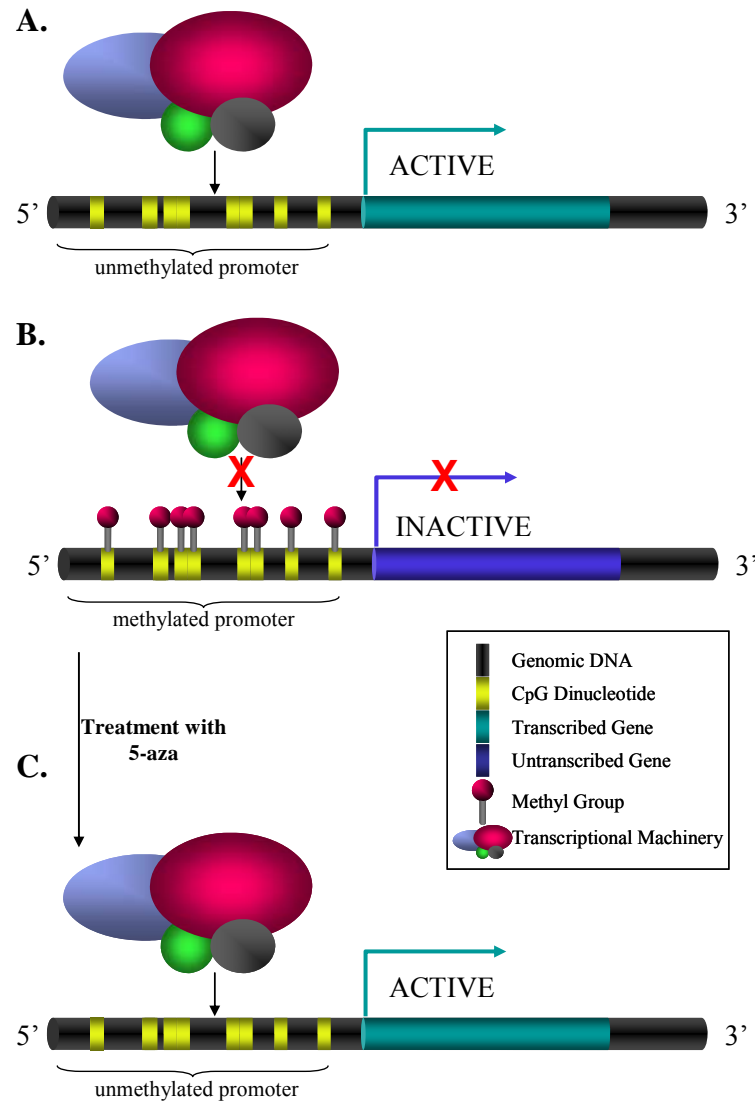 A.
ACTIVE
5’ 3’
unmethylated promoter
B.
X X
INACTIVE
5’ 3’
methylated promoter
Genomic DNA
CpG Dinucleotide
Transcribed Gene
Untranscribed Gene
Methyl Group
Transcriptional Machinery
Treatment with
5-aza
C.
ACTIVE
5’ 3’
unmethylated promoter